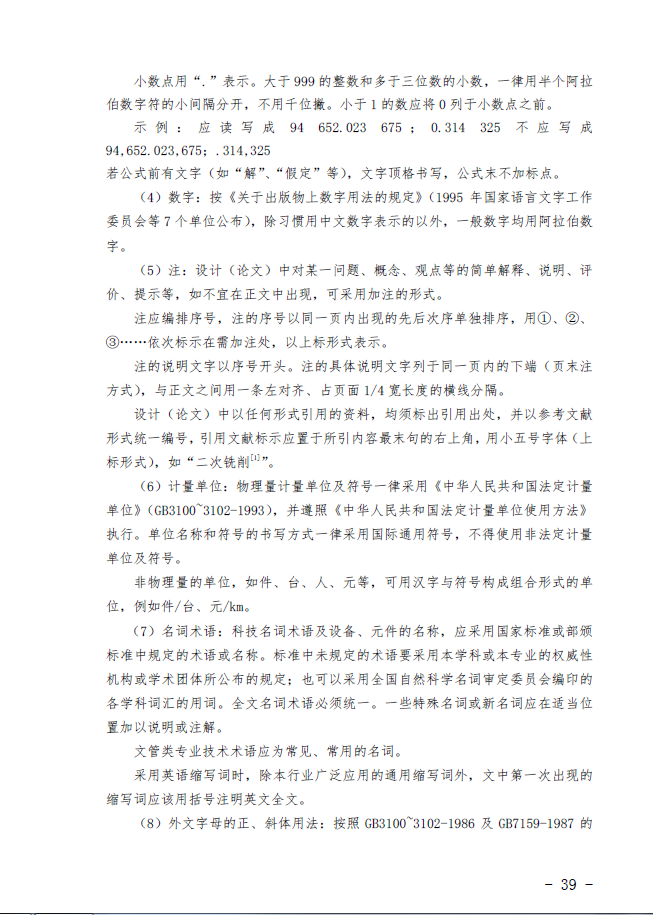 小数点用“.”表示。大于999的整数和多于三位数的小数，一律用半个阿拉
伯数字符的小间隔分开，不用千位撇。小于1的数应将0列于小数点之前。
示例：应读写成 94 652.023 675；0.314 325 不应写成
94,652.023,675；.314,325
若公式前有文字（如“解”、“假定”等），文字顶格书写，公式末不加标点。
（4）数字：按《关于出版物上数字用法的规定》（1995 年国家语言文字工作
委员会等7个单位公布），除习惯用中文数字表示的以外，一般数字均用阿拉伯数
字。
（5）注：设计（论文）中对某一问题、概念、观点等的简单解释、说明、评
价、提示等，如不宜在正文中出现，可采用加注的形式。
注应编排序号，注的序号以同一页内出现的先后次序单独排序，用①、②、
③……依次标示在需加注处，以上标形式表示。
注的说明文字以序号开头。注的具体说明文字列于同一页内的下端（页末注
方式），与正文之间用一条左对齐、占页面1/4宽长度的横线分隔。
设计（论文）中以任何形式引用的资料，均须标出引用出处，并以参考文献
形式统一编号，引用文献标示应置于所引内容最末句的右上角，用小五号字体（上
标形式），如“二次铣削[1]”。
（6）计量单位：物理量计量单位及符号一律采用《中华人民共和国法定计量
单位》（GB3100~3102-1993），并遵照《中华人民共和国法定计量单位使用方法》
执行。单位名称和符号的书写方式一律采用国际通用符号，不得使用非法定计量
单位及符号。
非物理量的单位，如件、台、人、元等，可用汉字与符号构成组合形式的单
位，例如件/台、元/km。
（7）名词术语：科技名词术语及设备、元件的名称，应采用国家标准或部颁
标准中规定的术语或名称。标准中未规定的术语要采用本学科或本专业的权威性
机构或学术团体所公布的规定；也可以采用全国自然科学名词审定委员会编印的
各学科词汇的用词。全文名词术语必须统一。一些特殊名词或新名词应在适当位
置加以说明或注解。
文管类专业技术术语应为常见、常用的名词。
采用英语缩写词时，除本行业广泛应用的通用缩写词外，文中第一次出现的
缩写词应该用括号注明英文全文。
（8）外文字母的正、斜体用法：按照 GB3100~3102-1986 及 GB7159-1987 的
- 39 -